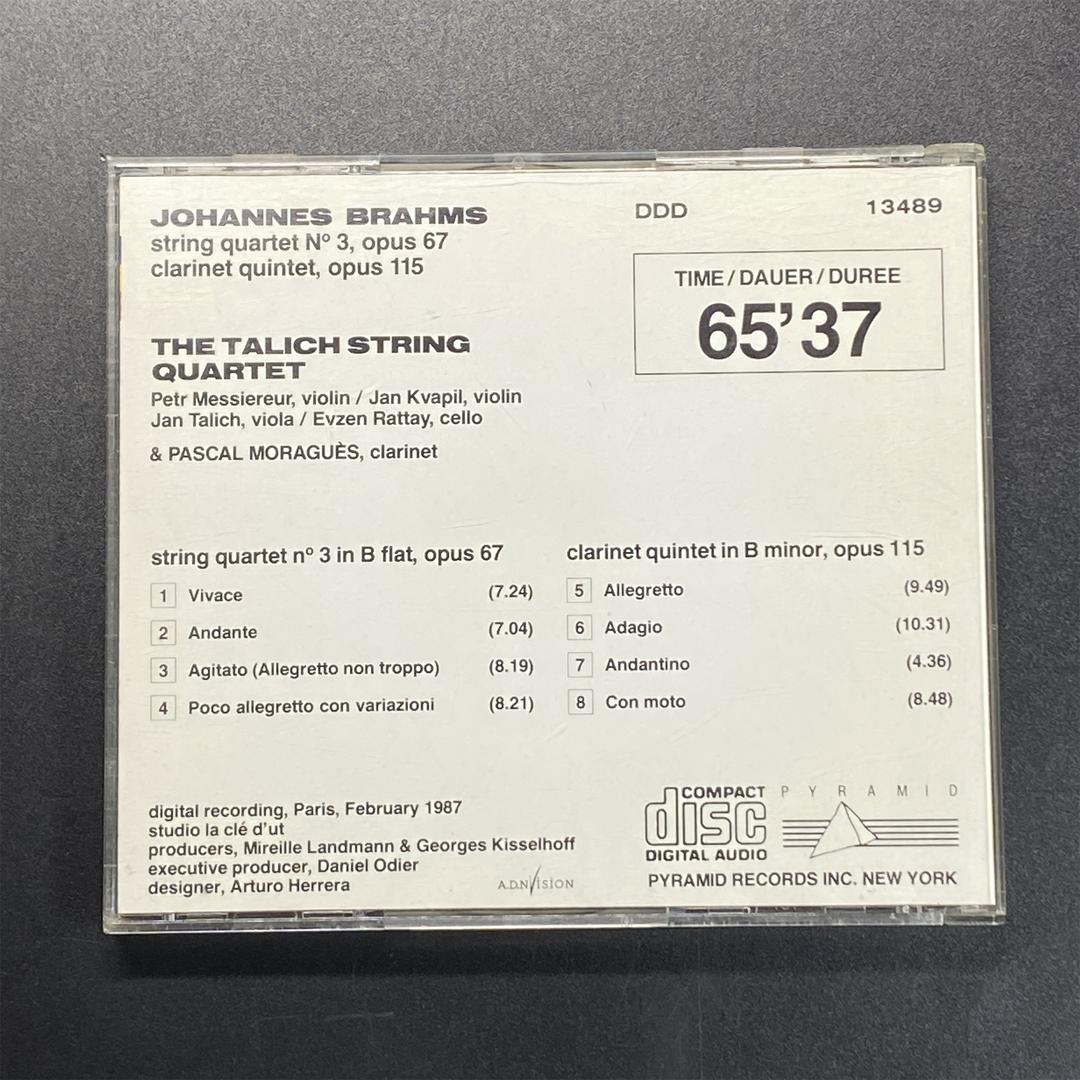 JOHANNES BRAHMS
string quartet Nº 3, opus 67
clarinet quintet, opus 115
DDD
13489
TIME / DAUER / DUREE
65'37
THE TALICH STRING
QUARTET
Petr Messiereur, violin / Jan Kvapil, violin
Jan Talich, viola / Evzen Rattay, cello
& PASCAL MORAGUÈS, clarinet
string quartet nº 3 in B flat, opus 67
1 Vivace (7.24)
2 Andante (7.04)
3 Agitato (Allegretto non troppo) (8.19)
4 Poco allegretto con variazioni (8.21)
clarinet quintet in B minor, opus 115
5 Allegretto (9.49)
6 Adagio (10.31)
7 Andantino (4.36)
8 Con moto (8.48)
digital recording, Paris, February 1987
studio la clé d'ut
producers, Mireille Landmann & Georges Kisselhoff
executive producer, Daniel Odier
designer, Arturo Herrera
A.D.N/ISION
COMPACT
disc
DIGITAL AUDIO
PYRAMID
PYRAMID RECORDS INC. NEW YORK